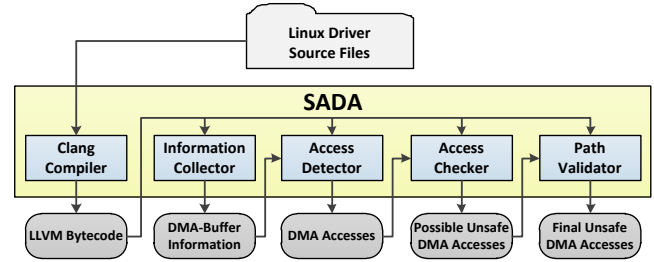 Linux Driver
Source Files
SADA
Clang
Compiler
Information
Collector
Access
Detector
Access
Checker
Path
Validator
LLVM Bytecode
DMA-Buffer
Information
DMA Accesses
Possible Unsafe
DMA Accesses
Final Unsafe
DMA Accesses